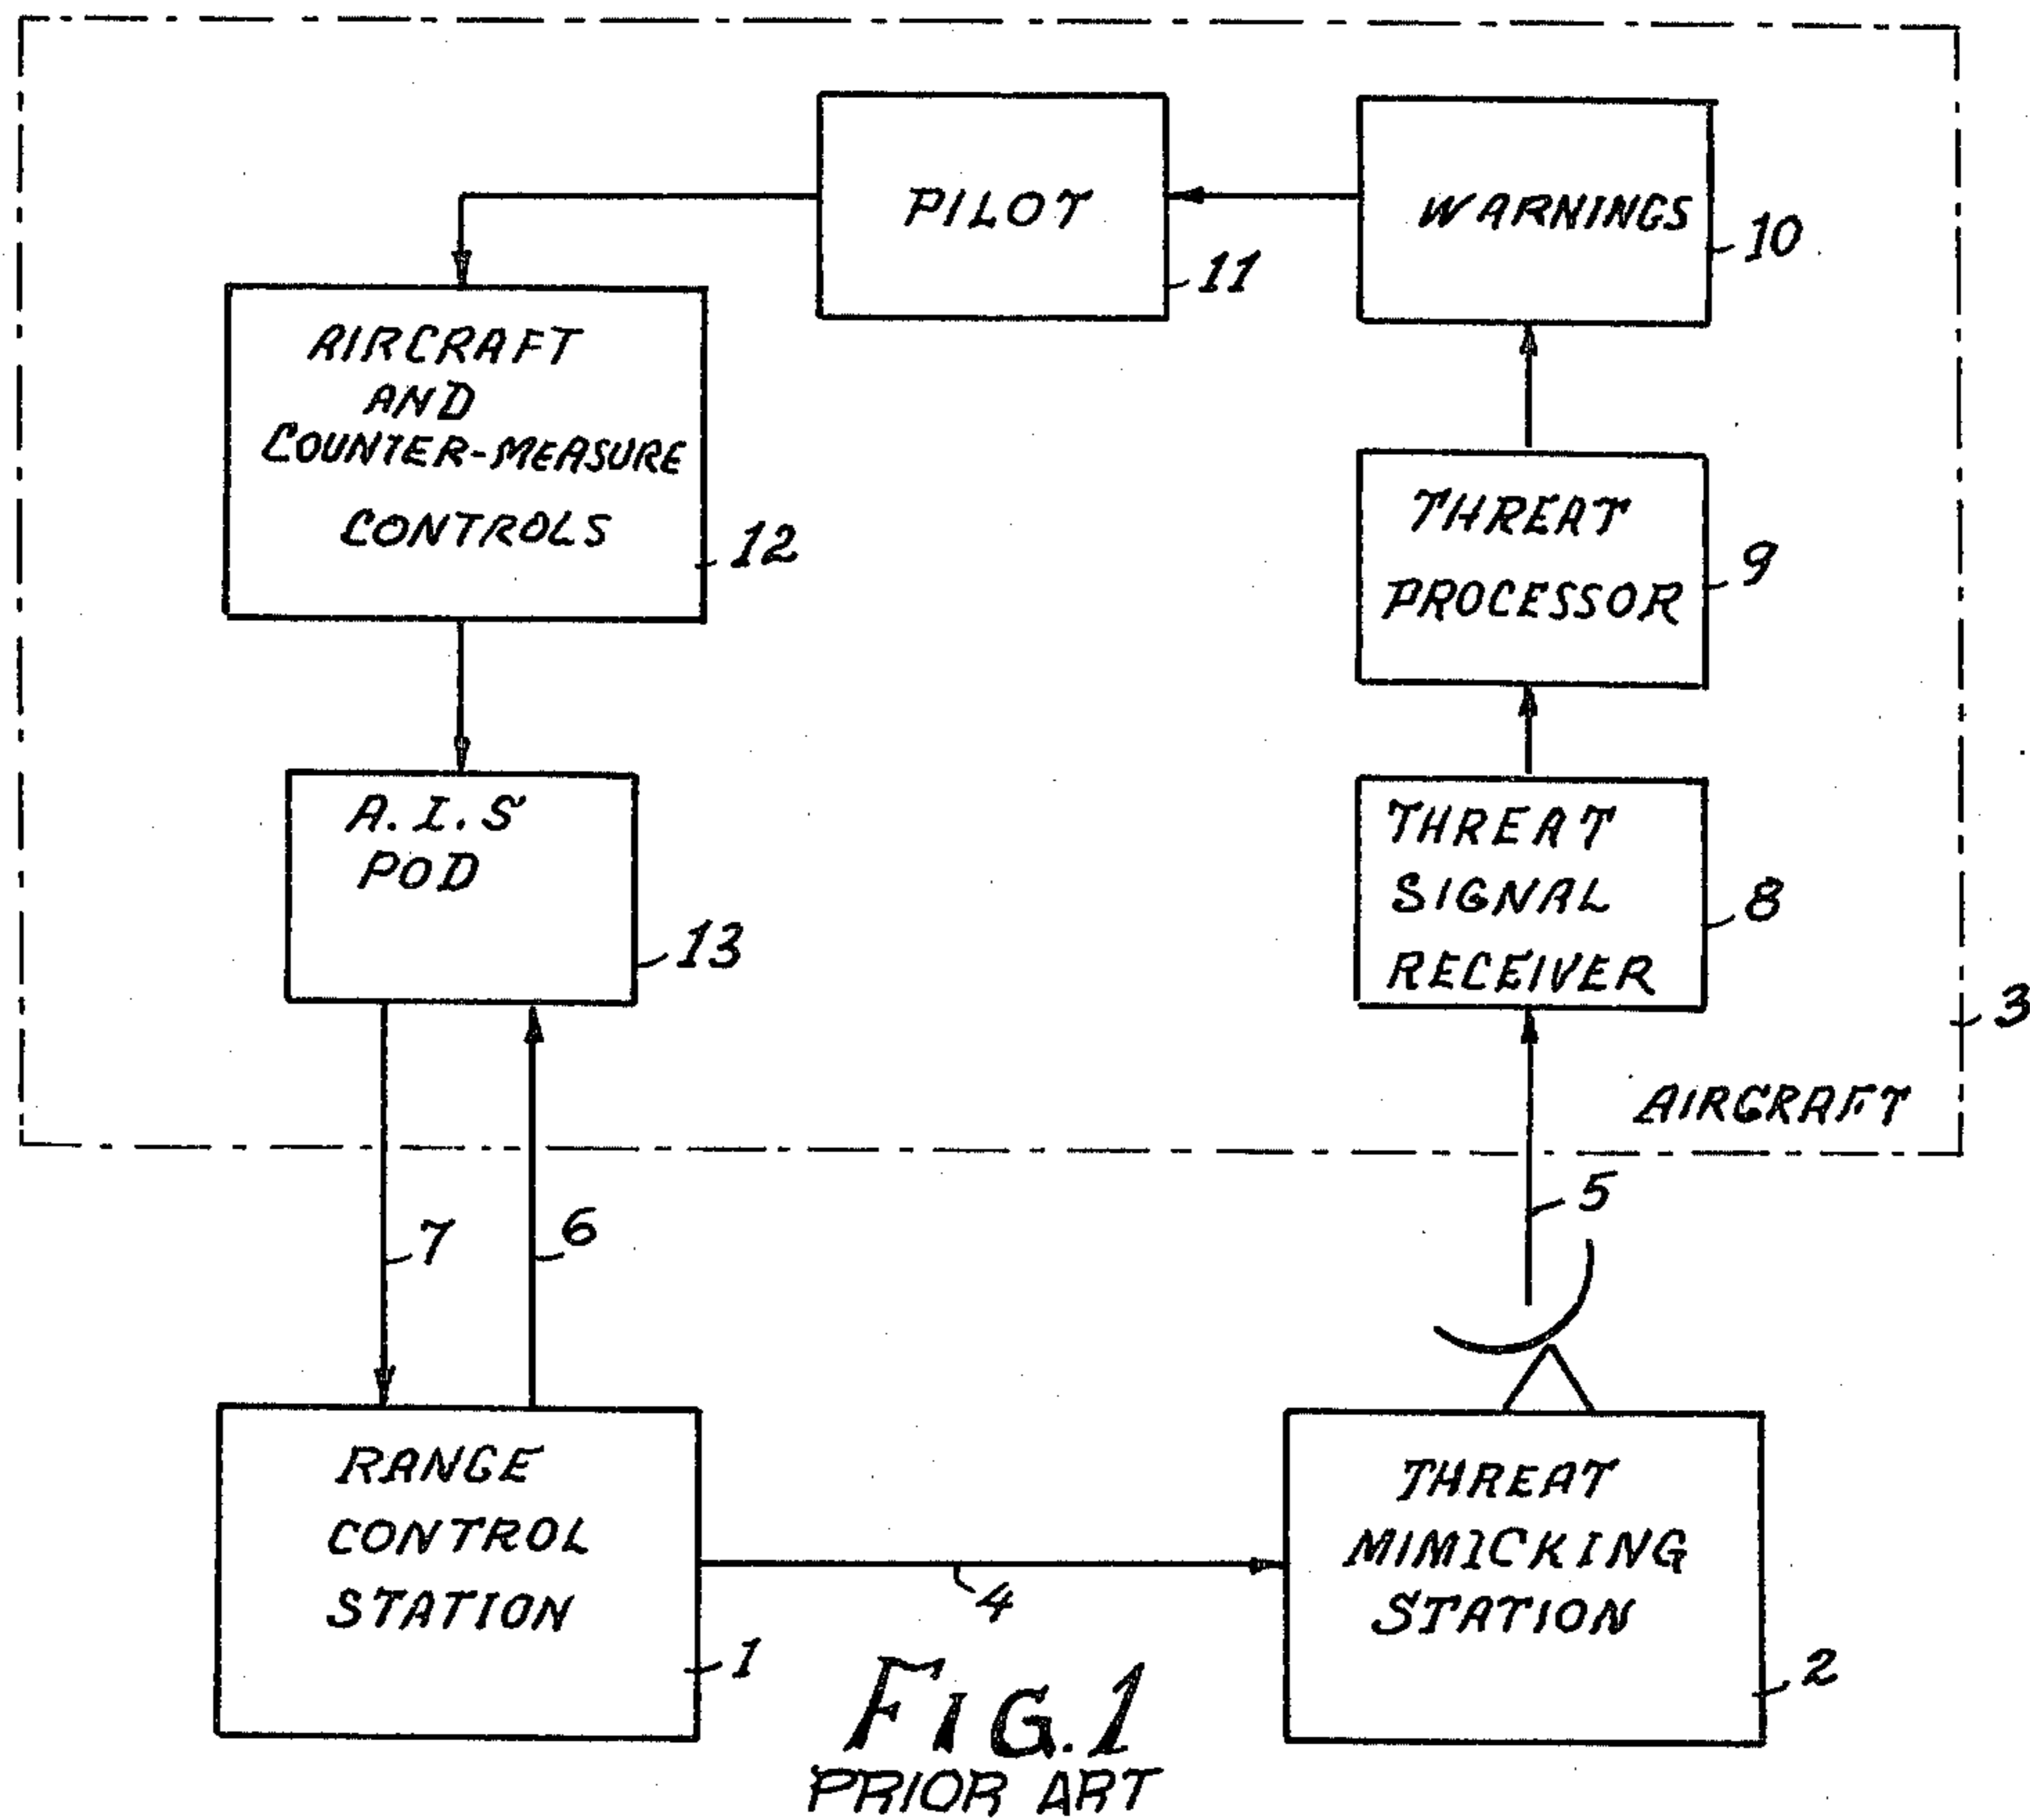 PILOT
11
WARNINGS
10
AIRCRAFT
AND
COUNTER-MEASURE
CONTROLS
12
THREAT
PROCESSOR
9
A.I.S
POD
13
THREAT
SIGNAL
RECEIVER
8
3
AIRCRAFT
7
6
5
RANGE
CONTROL
STATION
1
4
THREAT
MIMICKING
STATION
2
FIG.1
PRIOR ART